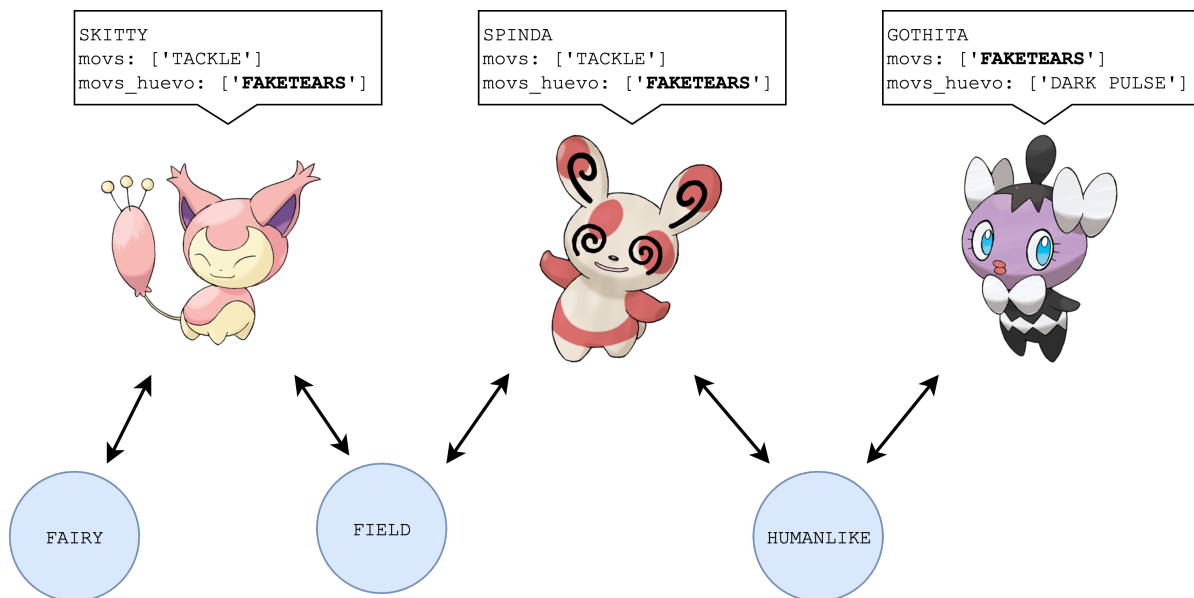 SKITTY
movs: ['TACKLE']
movs_huevo: ['FAKETEARS']
SPINDA
movs: ['TACKLE']
movs_huevo: ['FAKETEARS']
GOTHITA
movs: ['FAKETEARS']
movs_huevo: ['DARK PULSE']
FAIRY
FIELD
HUMANLIKE